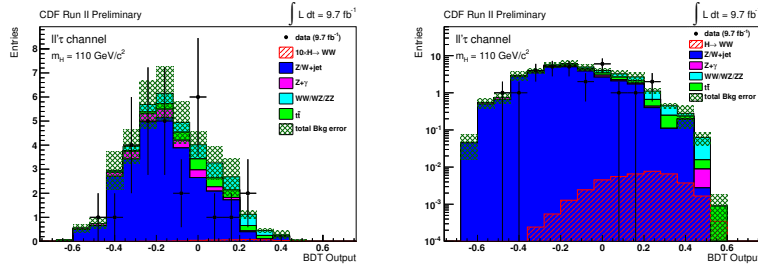 CDF Run II Preliminary
∫ L dt = 9.7 fb⁻¹
Entries
9
8
7
6
5
4
3
2
1
0
ll'τ channel
m_H = 110 GeV/c²
data (9.7 fb⁻¹)
10×H→ WW
Z/W+jet
Z+γ
WW/WZ/ZZ
tt̄
total Bkg error
-0.6 -0.4 -0.2 0 0.2 0.4 0.6
BDT Output
CDF Run II Preliminary
∫ L dt = 9.7 fb⁻¹
Entries
10²
10
1
10⁻¹
10⁻²
10⁻³
10⁻⁴
ll'τ channel
m_H = 110 GeV/c²
data (9.7 fb⁻¹)
H→ WW
Z/W+jet
Z+γ
WW/WZ/ZZ
tt̄
total Bkg error
-0.6 -0.4 -0.2 0 0.2 0.4 0.6
BDT Output